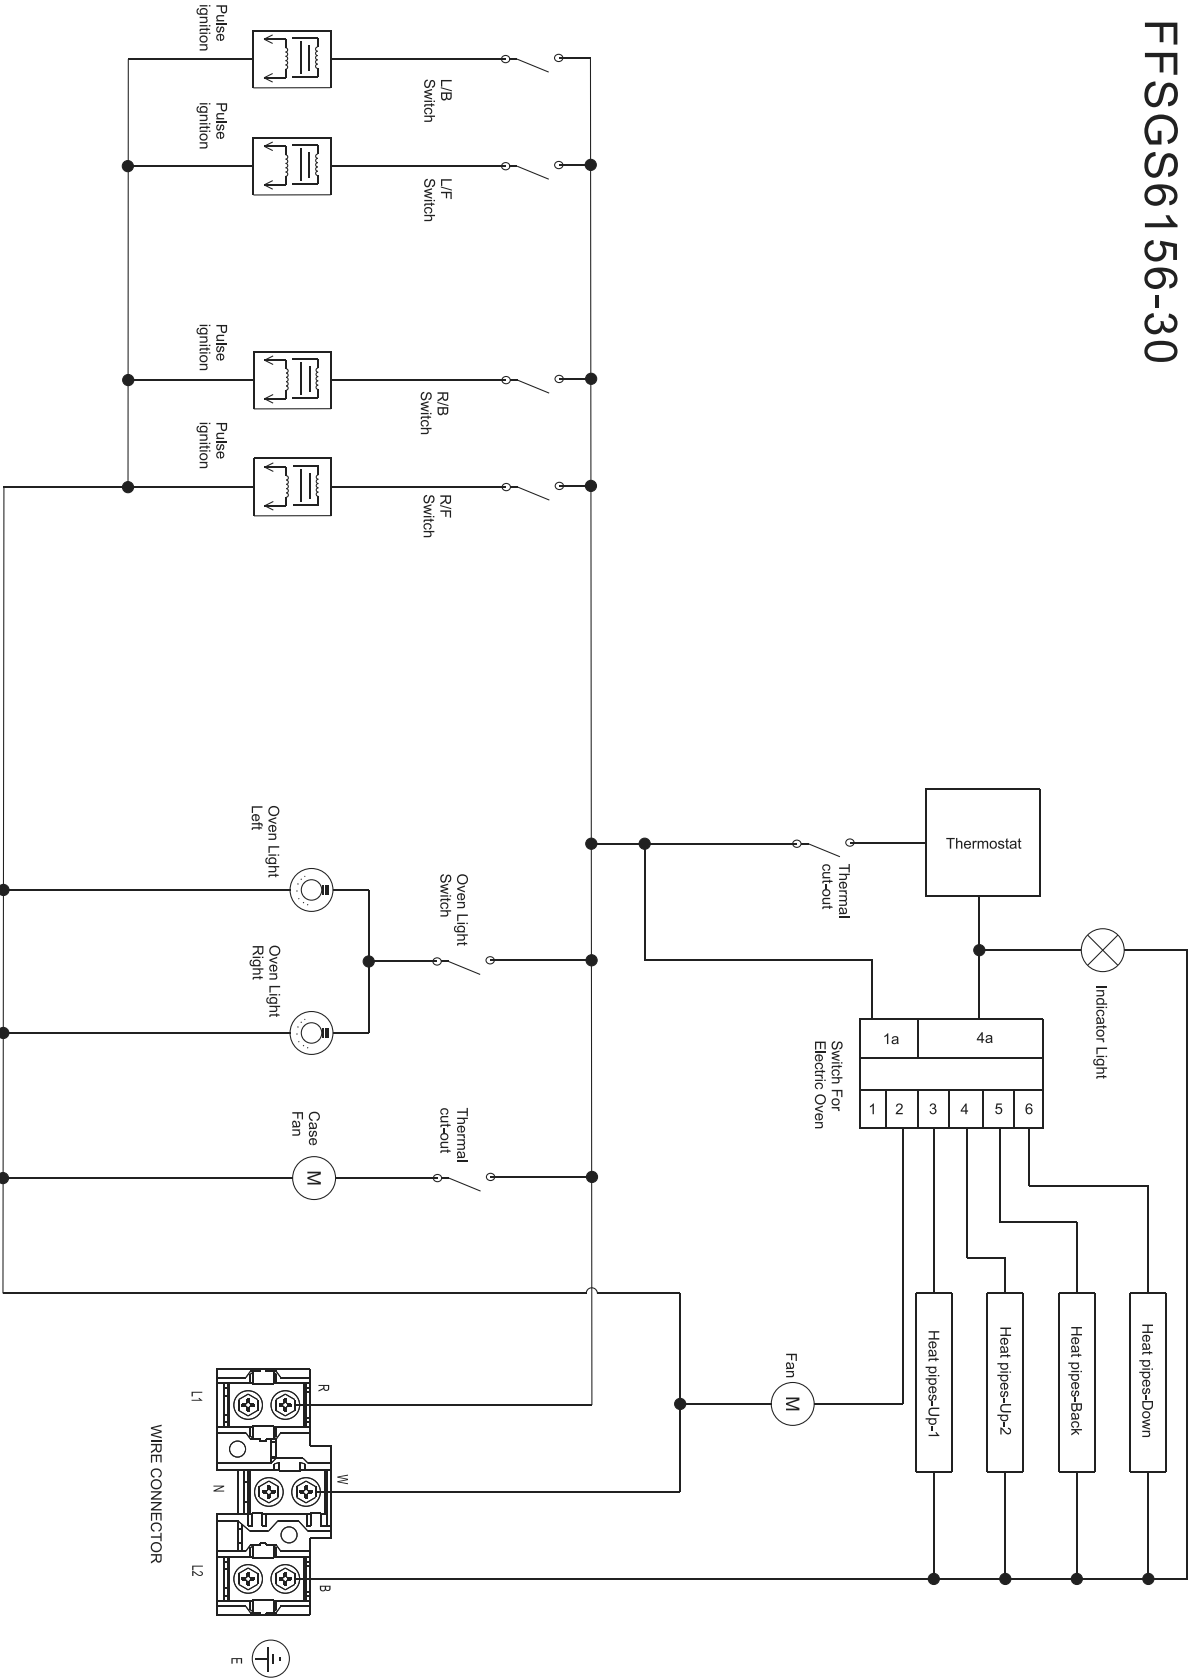 FFSGS6156-30
Pulse
ignition
L/B
Switch
Pulse
ignition
L/F
Switch
Pulse
ignition
R/B
Switch
Pulse
ignition
R/F
Switch
Oven Light
Left
Oven Light
Right
Oven Light
Switch
Case
Fan
M
Thermal
cut-out
Thermostat
Thermal
cut-out
Indicator Light
1a
4a
Switch For
Electric Oven
1
2
3
4
5
6
Fan
M
Heat pipes-Up-1
Heat pipes-Up-2
Heat pipes-Back
Heat pipes-Down
R
L1
W
N
B
L2
WIRE CONNECTOR
E